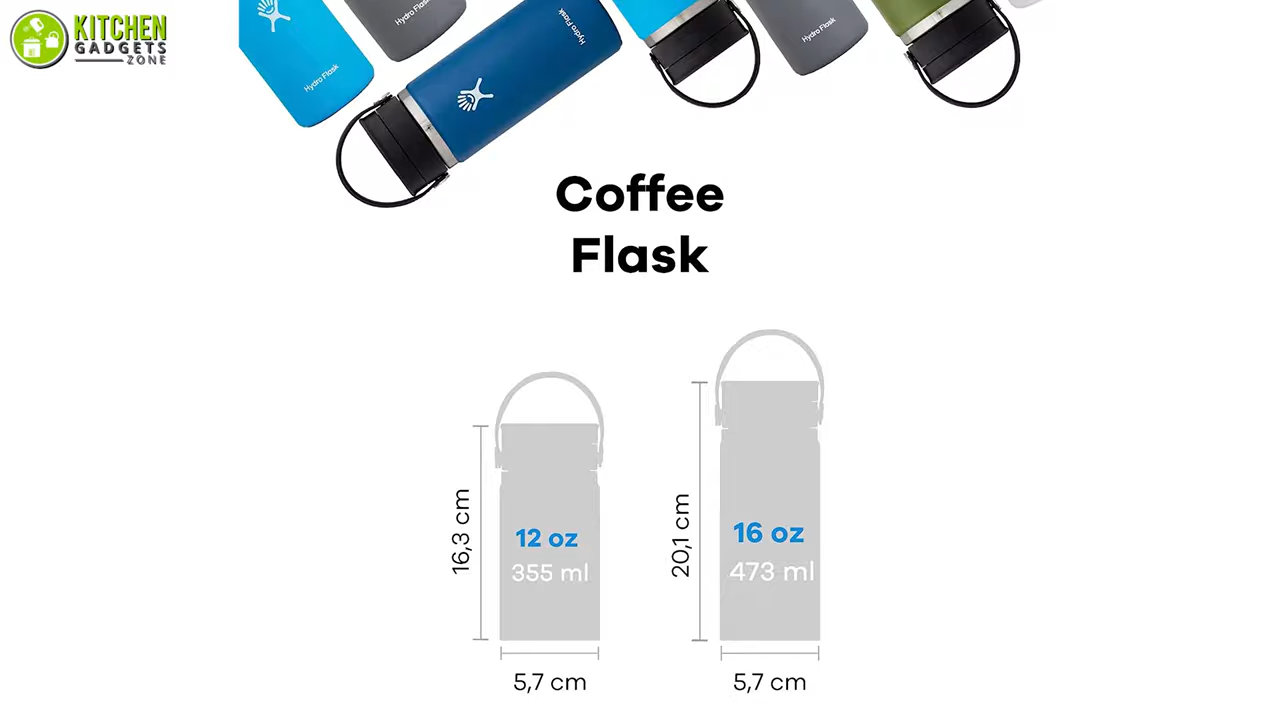 KITCHEN
GADGETS
ZONE
Hydro Flask
Hydro Flask
Hydro Flask
Hydro Flask
Coffee
Flask
16,3 cm
12 oz
355 ml
5,7 cm
20,1 cm
16 oz
473 ml
5,7 cm